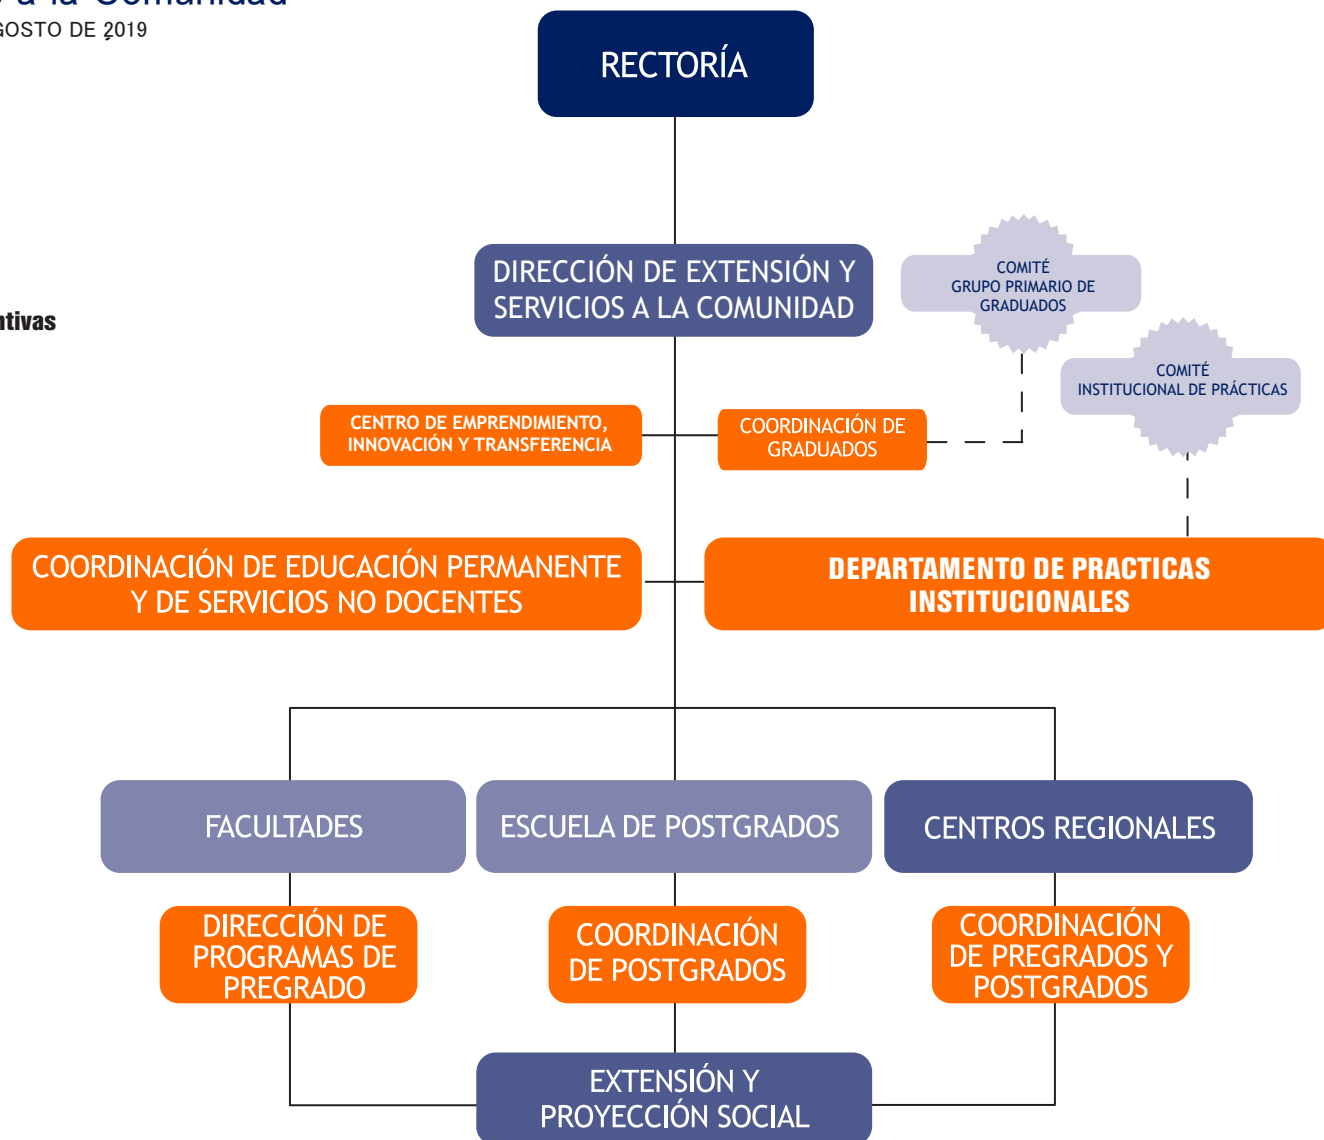 a la Comunidad
GOSTO DE 2019
RECTORÍA
DIRECCIÓN DE EXTENSIÓN Y
SERVICIOS A LA COMUNIDAD
COMITÉ
GRUPO PRIMARIO DE
GRADUADOS
ntivas
COMITÉ
INSTITUCIONAL DE PRÁCTICAS
CENTRO DE EMPRENDIMIENTO,
INNOVACIÓN Y TRANSFERENCIA
COORDINACIÓN DE
GRADUADOS
COORDINACIÓN DE EDUCACIÓN PERMANENTE
Y DE SERVICIOS NO DOCENTES
DEPARTAMENTO DE PRACTICAS
INSTITUCIONALES
FACULTADES
ESCUELA DE POSTGRADOS
CENTROS REGIONALES
DIRECCIÓN DE
PROGRAMAS DE
PREGRADO
COORDINACIÓN
DE POSTGRADOS
COORDINACIÓN
DE PREGRADOS Y
POSTGRADOS
EXTENSIÓN Y
PROYECCIÓN SOCIAL